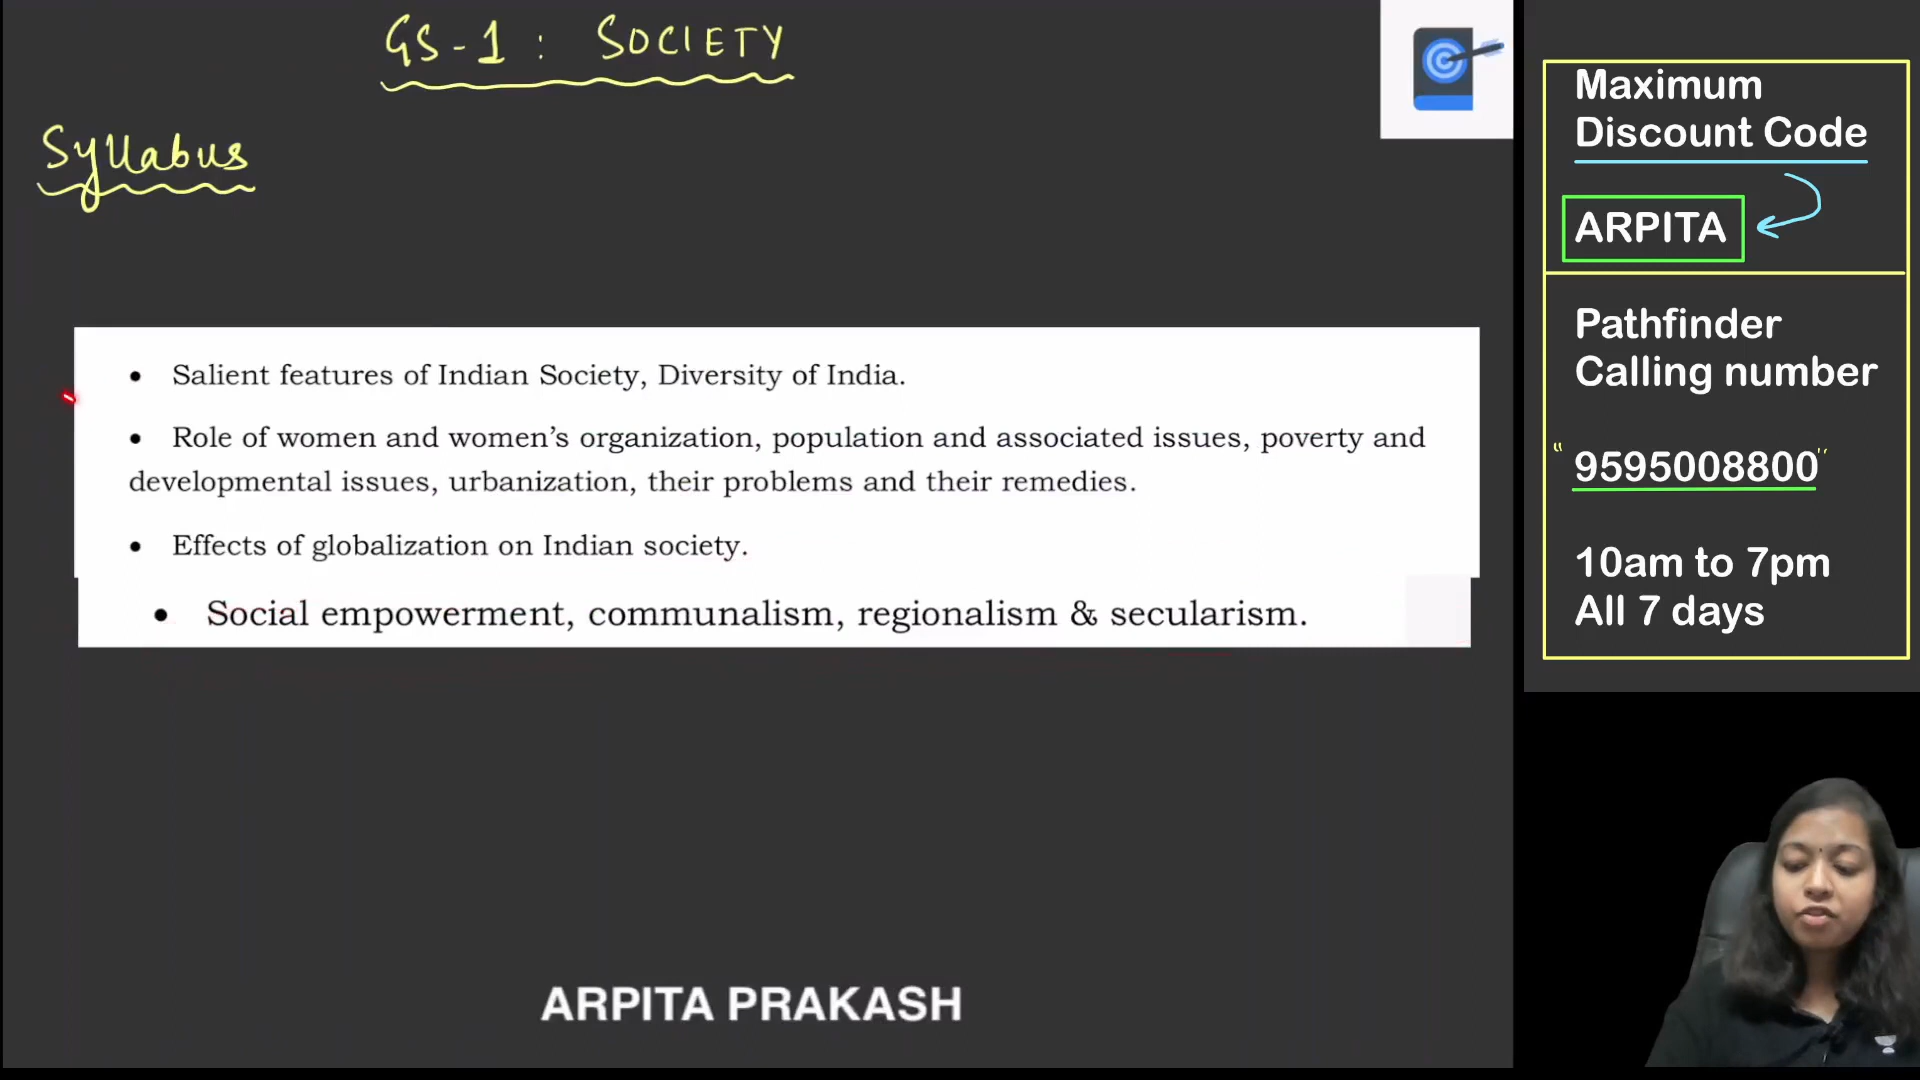 GS-1 : SOCIETY
Syllabus
• Salient features of Indian Society, Diversity of India.
• Role of women and women’s organization, population and associated issues, poverty and
developmental issues, urbanization, their problems and their remedies.
• Effects of globalization on Indian society.
• Social empowerment, communalism, regionalism & secularism.
ARPITA PRAKASH
Maximum
Discount Code
ARPITA
Pathfinder
Calling number
"9595008800"
10am to 7pm
All 7 days